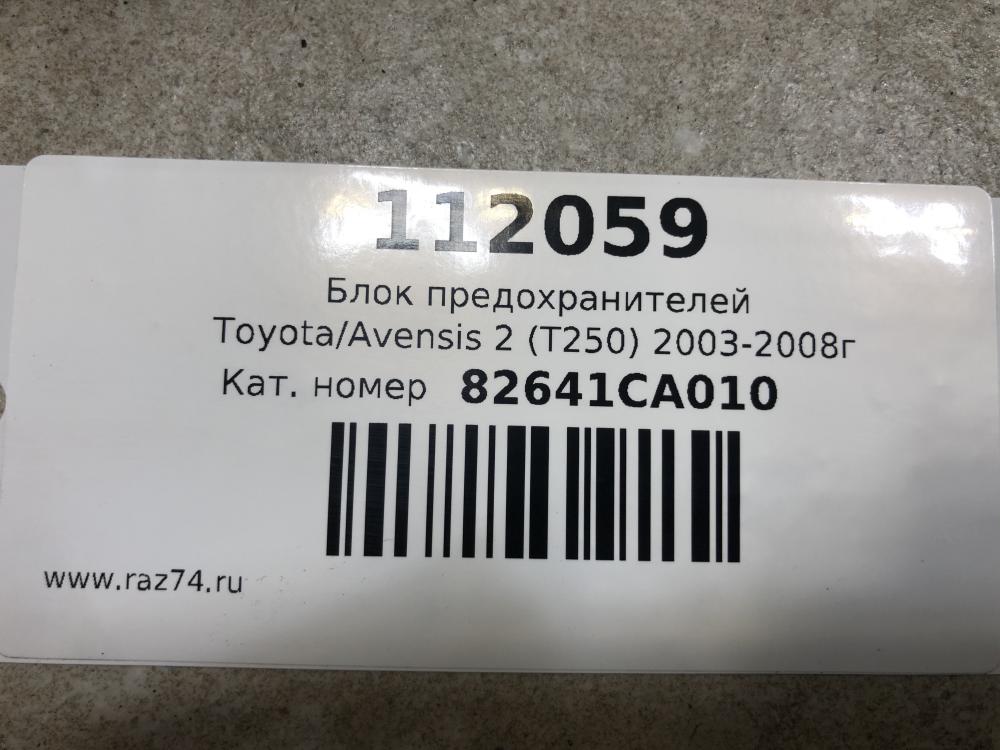 112059
Блок предохранителей
Toyota/Avensis 2 (T250) 2003-2008г
Кат. номер 82641CA010
www.raz74.ru